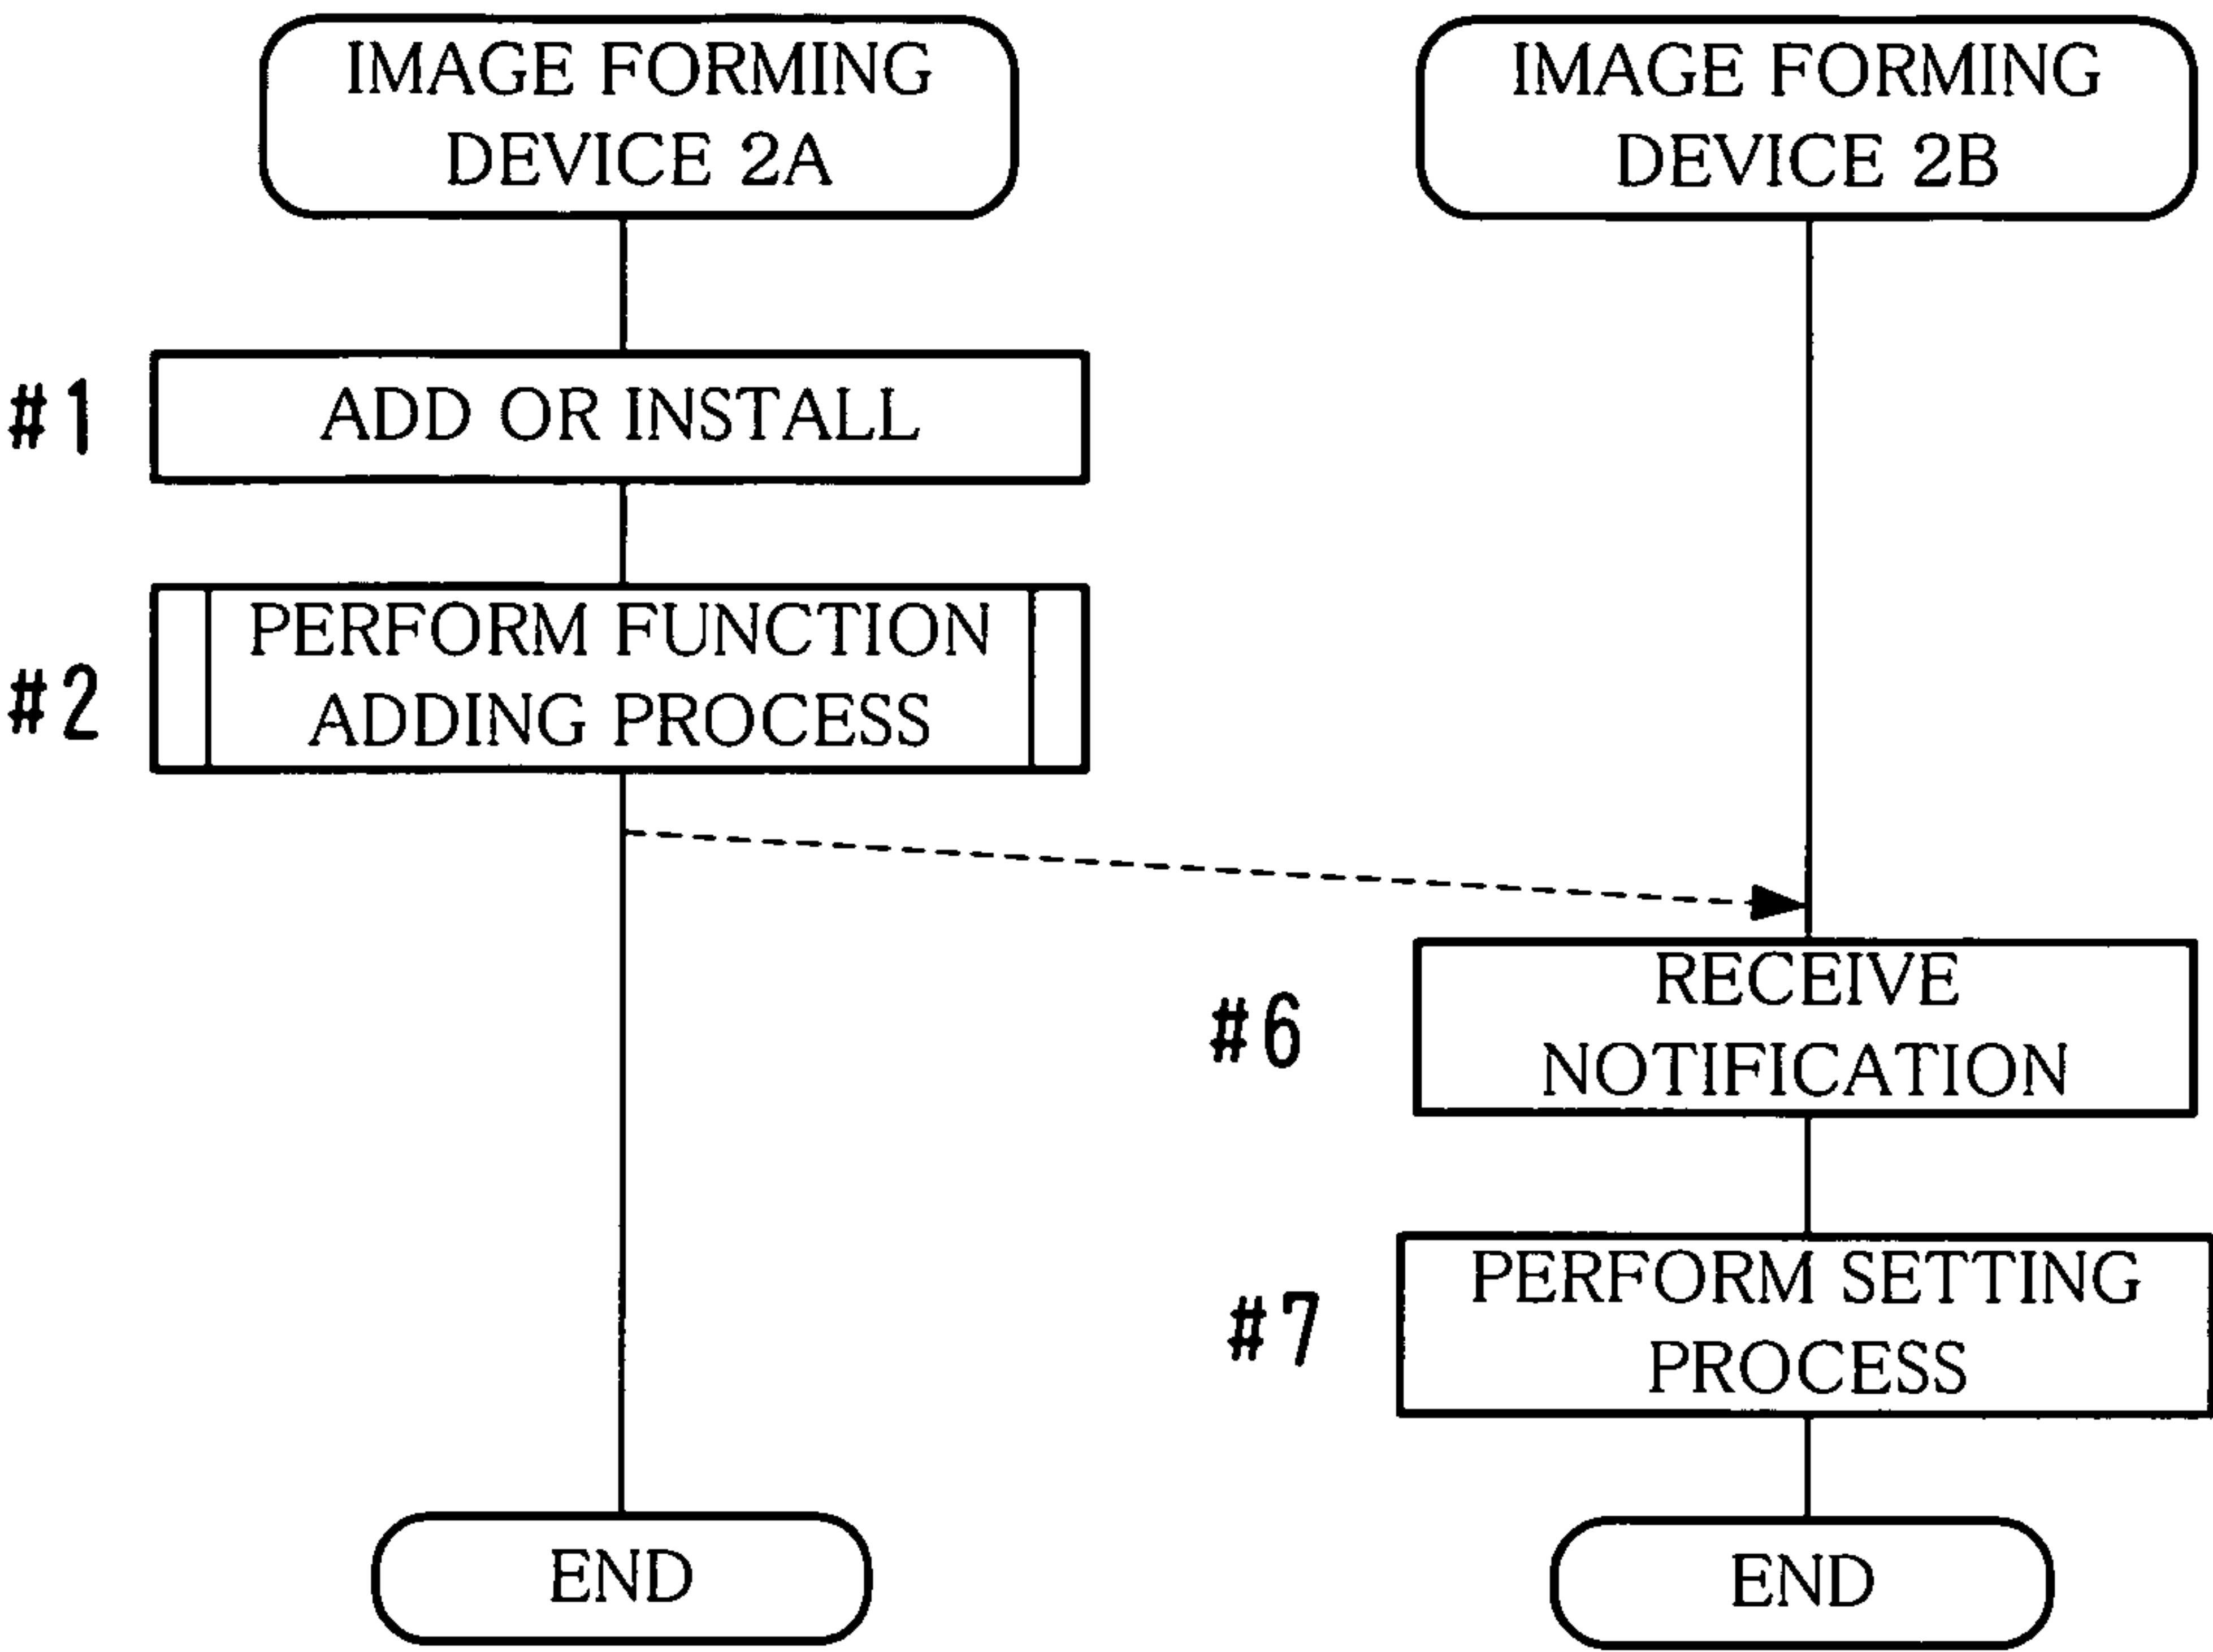 IMAGE FORMING
DEVICE 2A
#1
ADD OR INSTALL
#2
PERFORM FUNCTION
ADDING PROCESS
END
IMAGE FORMING
DEVICE 2B
#6
RECEIVE
NOTIFICATION
#7
PERFORM SETTING
PROCESS
END